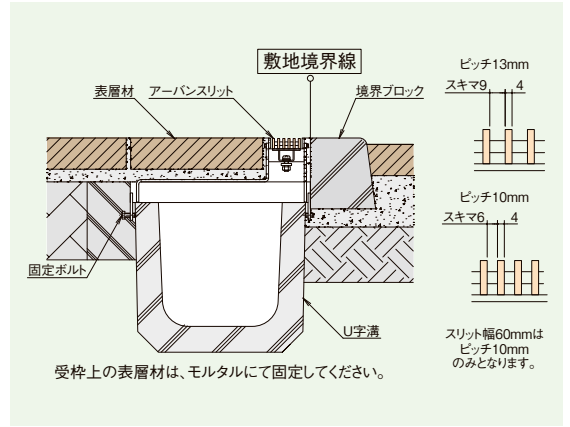 敷地境界線
表層材
アーバンスリット
境界ブロック
固定ボルト
U字溝
受枠上の表層材は、モルタルにて固定してください。
ピッチ13mm
スキマ9 4
ピッチ10mm
スキマ6 4
スリット幅60mmは
ピッチ10mm
のみとなります。